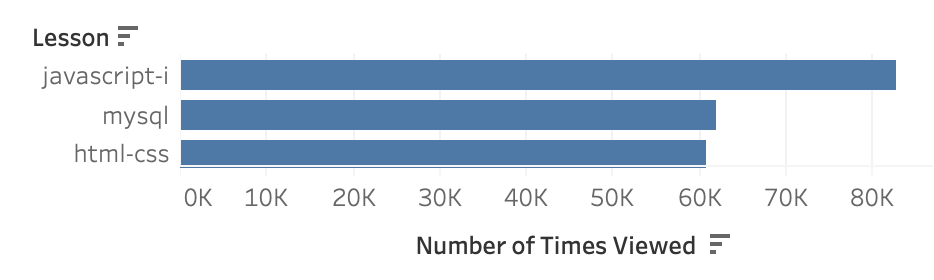 Lesson
javascript-i
mysql
html-css
0K 10K 20K 30K 40K 50K 60K 70K 80K
Number of Times Viewed